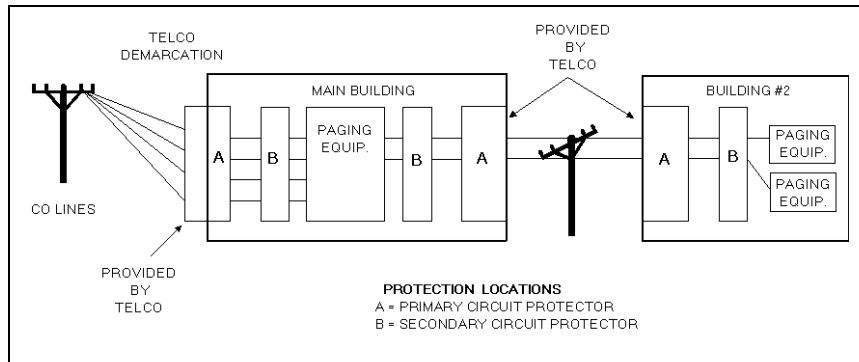 TELCO
DEMARCATION
PROVIDED
BY
TELCO
MAIN BUILDING
BUILDING #2
PAGING
EQUIP.
A
B
B
A
A
B
PAGING
EQUIP.
PAGING
EQUIP.
CO LINES
PROVIDED
BY
TELCO
PROTECTION LOCATIONS
A = PRIMARY CIRCUIT PROTECTOR
B = SECONDARY CIRCUIT PROTECTOR